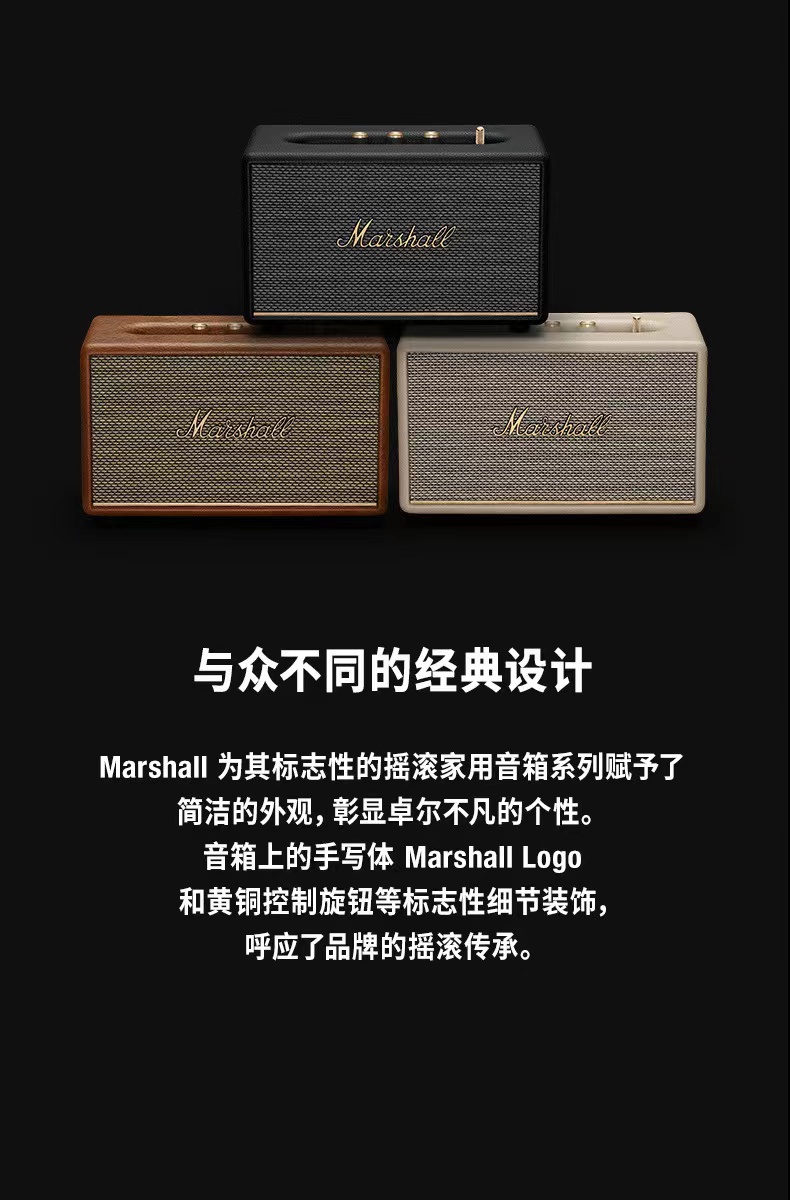 Marshall
Marshall
Marshall
与众不同的经典设计
Marshall 为其标志性的摇滚家用音箱系列赋予了
简洁的外观，彰显卓尔不凡的个性。
音箱上的手写体 Marshall Logo
和黄铜控制旋钮等标志性细节装饰，
呼应了品牌的摇滚传承。